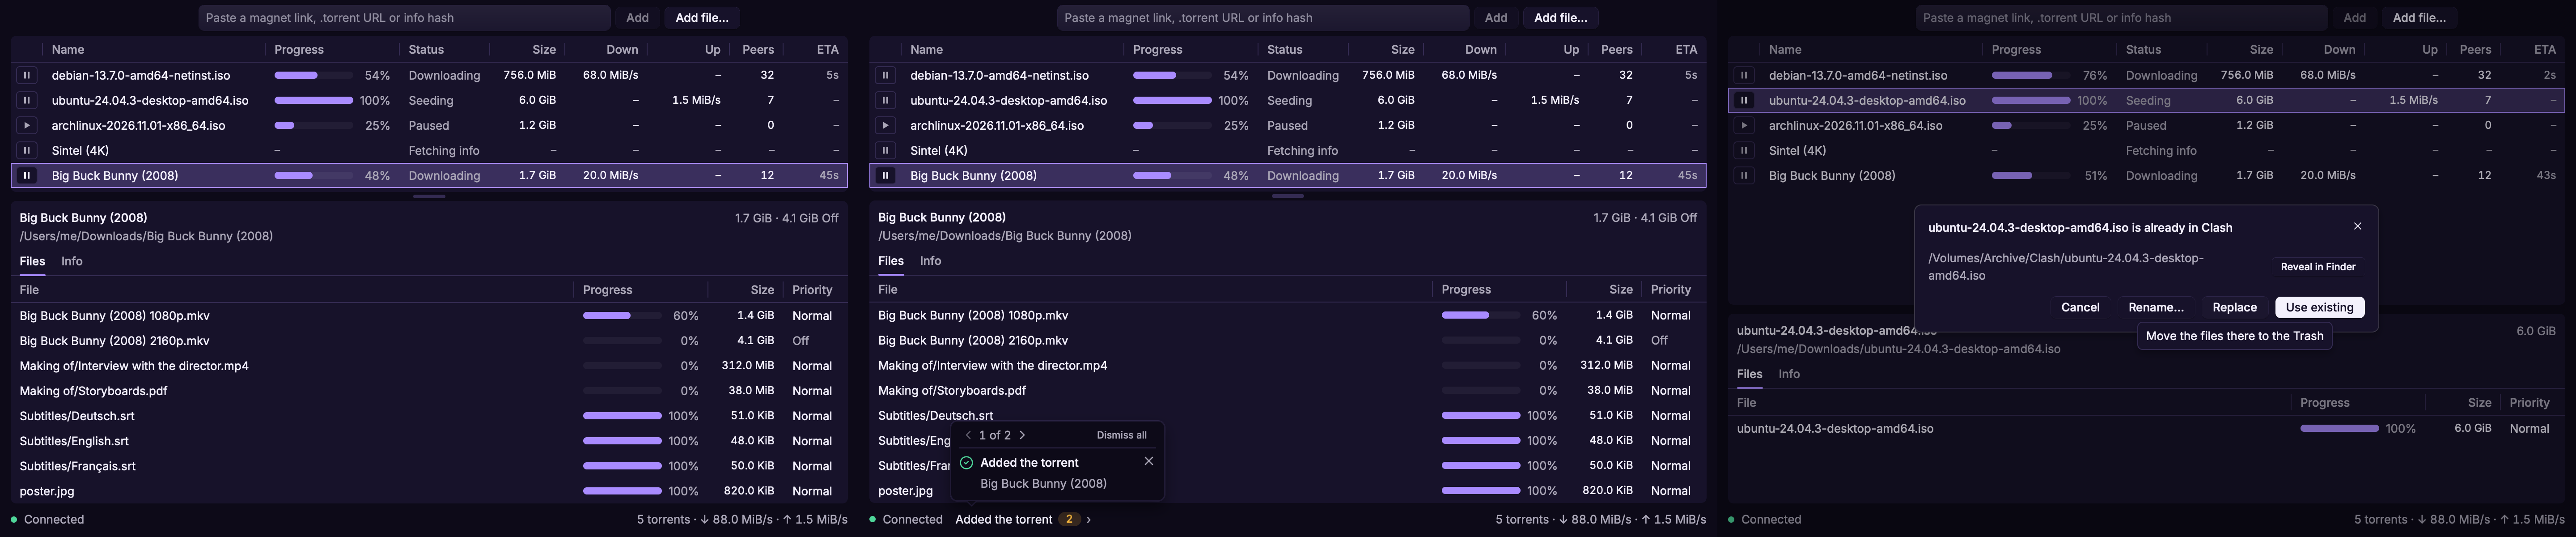 Paste a magnet link, .torrent URL or info hash Add Add file...
Name Progress Status Size Down Up Peers ETA
debian-13.7.0-amd64-netinst.iso 54% Downloading 756.0 MiB 68.0 MiB/s – 32 5s
ubuntu-24.04.3-desktop-amd64.iso 100% Seeding 6.0 GiB – 1.5 MiB/s 7 –
archlinux-2026.11.01-x86_64.iso 25% Paused 1.2 GiB – – 0 –
Sintel (4K) – Fetching info – – – – –
Big Buck Bunny (2008) 48% Downloading 1.7 GiB 20.0 MiB/s – 12 45s
Big Buck Bunny (2008) 1.7 GiB · 4.1 GiB Off
/Users/me/Downloads/Big Buck Bunny (2008)
Files Info
File Progress Size Priority
Big Buck Bunny (2008) 1080p.mkv 60% 1.4 GiB Normal
Big Buck Bunny (2008) 2160p.mkv 0% 4.1 GiB Off
Making of/Interview with the director.mp4 0% 312.0 MiB Normal
Making of/Storyboards.pdf 0% 38.0 MiB Normal
Subtitles/Deutsch.srt 100% 51.0 KiB Normal
Subtitles/English.srt 100% 48.0 KiB Normal
Subtitles/Français.srt 100% 50.0 KiB Normal
poster.jpg 100% 820.0 KiB Normal
Connected 5 torrents · ↓ 88.0 MiB/s · ↑ 1.5 MiB/s
Paste a magnet link, .torrent URL or info hash Add Add file...
Name Progress Status Size Down Up Peers ETA
debian-13.7.0-amd64-netinst.iso 54% Downloading 756.0 MiB 68.0 MiB/s – 32 5s
ubuntu-24.04.3-desktop-amd64.iso 100% Seeding 6.0 GiB – 1.5 MiB/s 7 –
archlinux-2026.11.01-x86_64.iso 25% Paused 1.2 GiB – – 0 –
Sintel (4K) – Fetching info – – – – –
Big Buck Bunny (2008) 48% Downloading 1.7 GiB 20.0 MiB/s – 12 45s
Big Buck Bunny (2008) 1.7 GiB · 4.1 GiB Off
/Users/me/Downloads/Big Buck Bunny (2008)
Files Info
File Progress Size Priority
Big Buck Bunny (2008) 1080p.mkv 60% 1.4 GiB Normal
Big Buck Bunny (2008) 2160p.mkv 0% 4.1 GiB Off
Making of/Interview with the director.mp4 0% 312.0 MiB Normal
Making of/Storyboards.pdf 0% 38.0 MiB Normal
Subtitles/Deutsch.srt 100% 51.0 KiB Normal
Subtitles/Eng 100% 48.0 KiB Normal
Subtitles/Fra 100% 50.0 KiB Normal
poster.jpg 100% 820.0 KiB Normal
1 of 2 Dismiss all
Added the torrent
Big Buck Bunny (2008)
Connected Added the torrent 2 › 5 torrents · ↓ 88.0 MiB/s · ↑ 1.5 MiB/s
Paste a magnet link, .torrent URL or info hash Add Add file...
Name Progress Status Size Down Up Peers ETA
debian-13.7.0-amd64-netinst.iso 76% Downloading 756.0 MiB 68.0 MiB/s – 32 2s
ubuntu-24.04.3-desktop-amd64.iso 100% Seeding 6.0 GiB – 1.5 MiB/s 7 –
archlinux-2026.11.01-x86_64.iso 25% Paused 1.2 GiB – – 0 –
Sintel (4K) – Fetching info – – – – –
Big Buck Bunny (2008) 51% Downloading 1.7 GiB 20.0 MiB/s – 12 43s
ubuntu-24.04.3-desktop-amd64.iso is already in Clash
/Volumes/Archive/Clash/ubuntu-24.04.3-desktop-
amd64.iso
Reveal in Finder
Cancel Rename... Replace Use existing
Move the files there to the Trash
ubuntu-24.04.3-desktop-amd64.iso 6.0 GiB
/Users/me/Downloads/ubuntu-24.04.3-desktop-amd64.iso
Files Info
File Progress Size Priority
ubuntu-24.04.3-desktop-amd64.iso 100% 6.0 GiB Normal
Connected 5 torrents · ↓ 88.0 MiB/s · ↑ 1.5 MiB/s